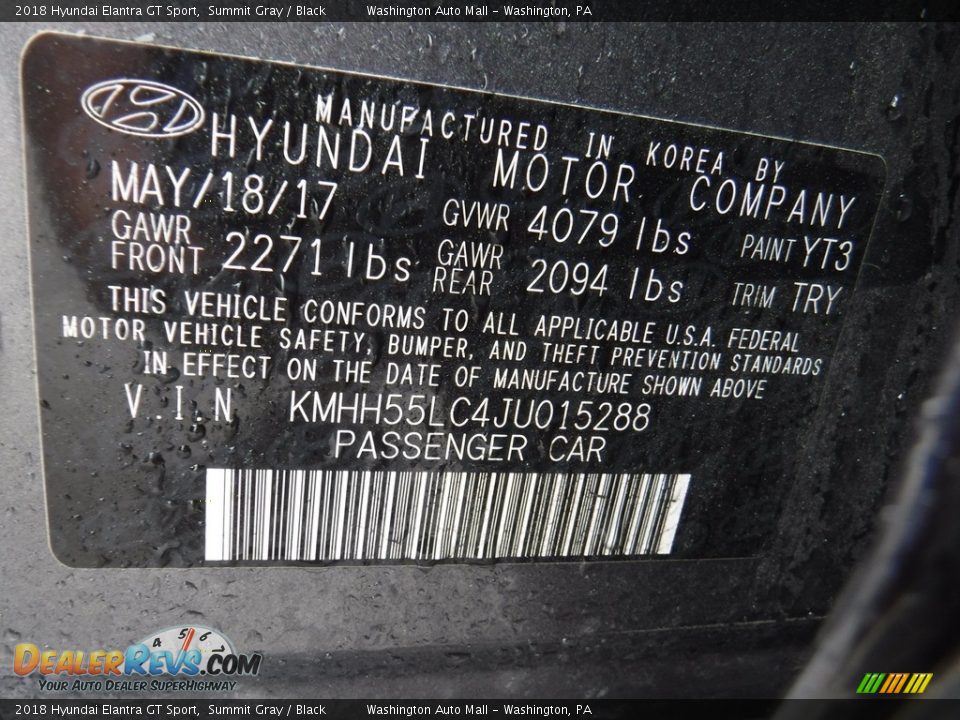 2018 Hyundai Elantra GT Sport, Summit Gray / Black Washington Auto Mall - Washington, PA
MANUFACTURED IN KOREA BY
HYUNDAI MOTOR COMPANY
MAY/18/17 GVWR 4079 lbs PAINT YT3
GAWR FRONT 2271 lbs GAWR REAR 2094 lbs TRIM TRY
THIS VEHICLE CONFORMS TO ALL APPLICABLE U.S.A. FEDERAL
MOTOR VEHICLE SAFETY, BUMPER, AND THEFT PREVENTION STANDARDS
IN EFFECT ON THE DATE OF MANUFACTURE SHOWN ABOVE
V.I.N KMHH55LC4JU015288
PASSENGER CAR
4 5 6
DEALERREVS.COM
YOUR AUTO DEALER SUPERHIGHWAY
2018 Hyundai Elantra GT Sport, Summit Gray / Black Washington Auto Mall - Washington, PA